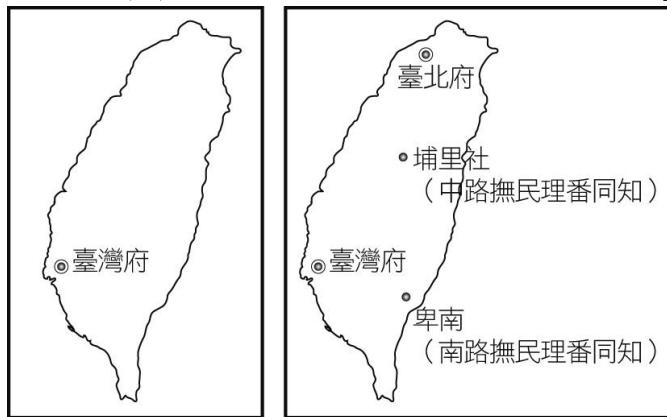 臺灣府
臺北府
埔里社
（中路撫民理番同知）
臺灣府
卑南
（南路撫民理番同知）